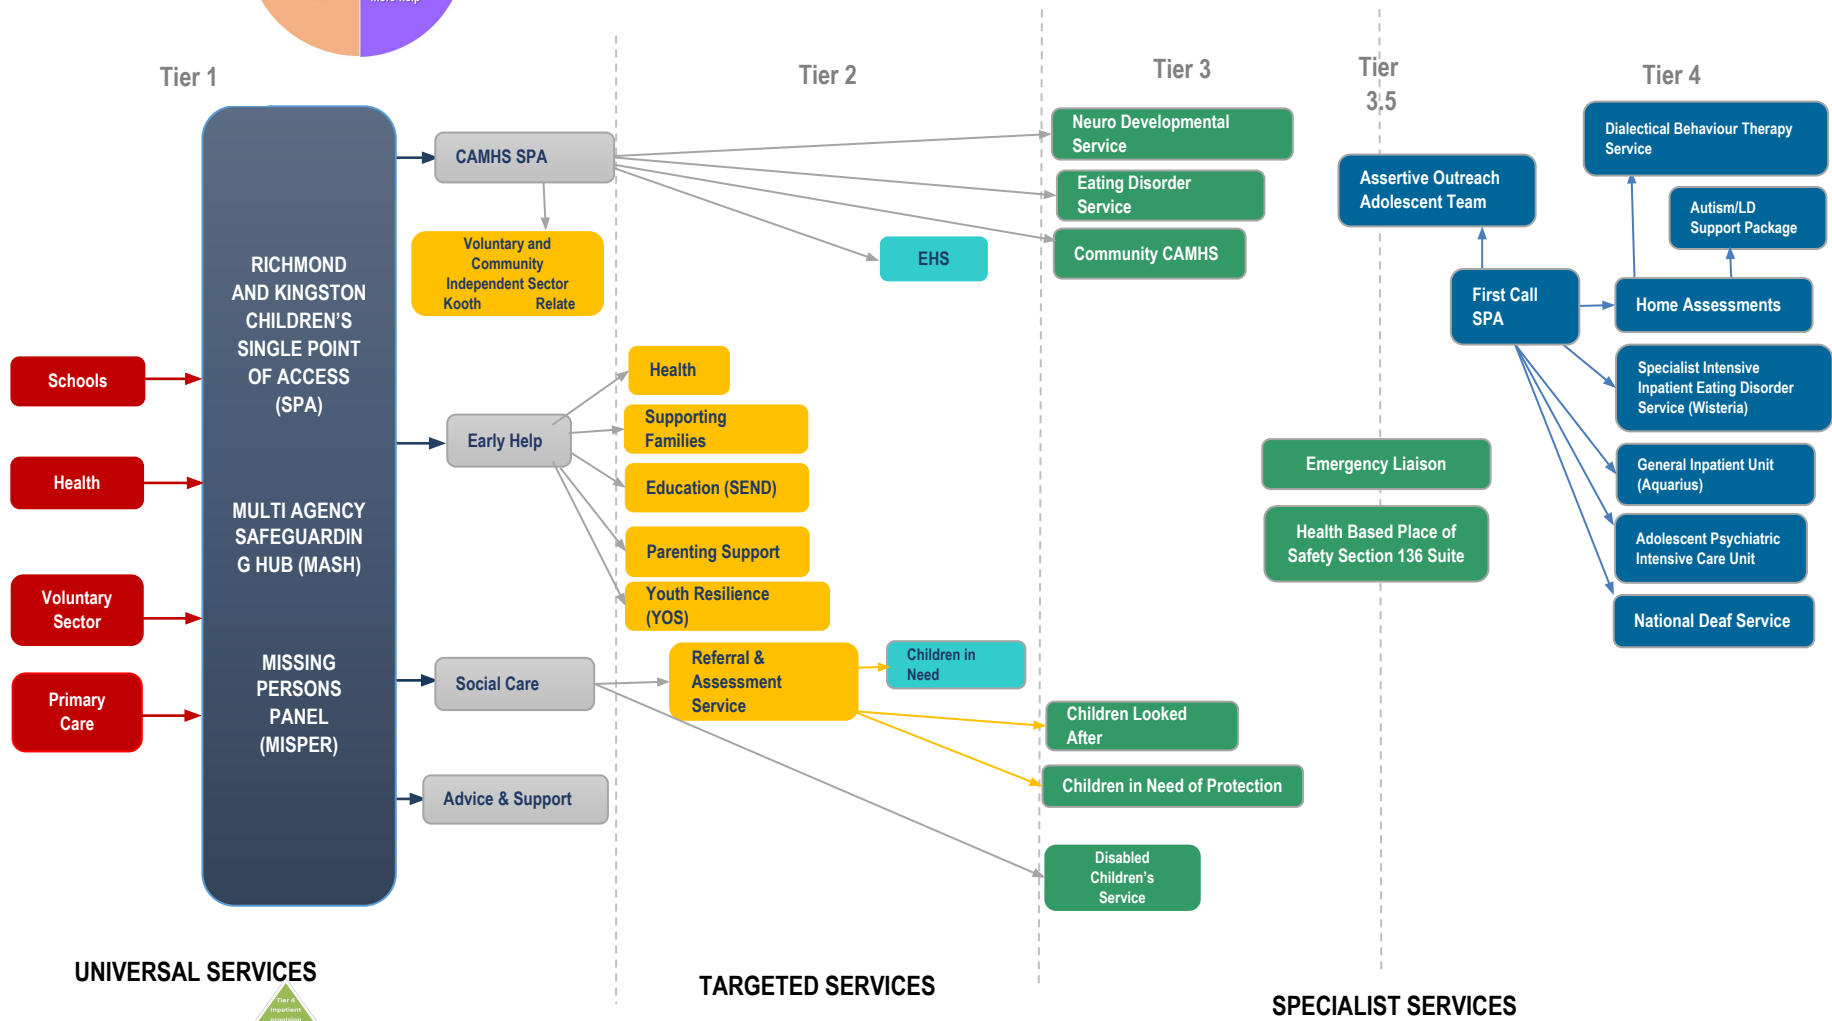 more help
Tier 1
Tier 2
Tier 3
Tier
3.5
Tier 4
Schools
Health
Voluntary
Sector
Primary
Care
RICHMOND
AND KINGSTON
CHILDREN'S
SINGLE POINT
OF ACCESS
(SPA)
MULTI AGENCY
SAFEGUARDIN
G HUB (MASH)
MISSING
PERSONS
PANEL
(MISPER)
CAMHS SPA
Voluntary and
Community
Independent Sector
Kooth Relate
Early Help
Social Care
Advice & Support
EHS
Health
Supporting
Families
Education (SEND)
Parenting Support
Youth Resilience
(YOS)
Referral &
Assessment
Service
Children in
Need
Neuro Developmental
Service
Eating Disorder
Service
Community CAMHS
Children Looked
After
Children in Need of Protection
Disabled
Children's
Service
Assertive Outreach
Adolescent Team
Emergency Liaison
Health Based Place of
Safety Section 136 Suite
First Call
SPA
Dialectical Behaviour Therapy
Service
Autism/LD
Support Package
Home Assessments
Specialist Intensive
Inpatient Eating Disorder
Service (Wisteria)
General Inpatient Unit
(Aquarius)
Adolescent Psychiatric
Intensive Care Unit
National Deaf Service
UNIVERSAL SERVICES
TARGETED SERVICES
SPECIALIST SERVICES
Tier 4
Inpatient
provision